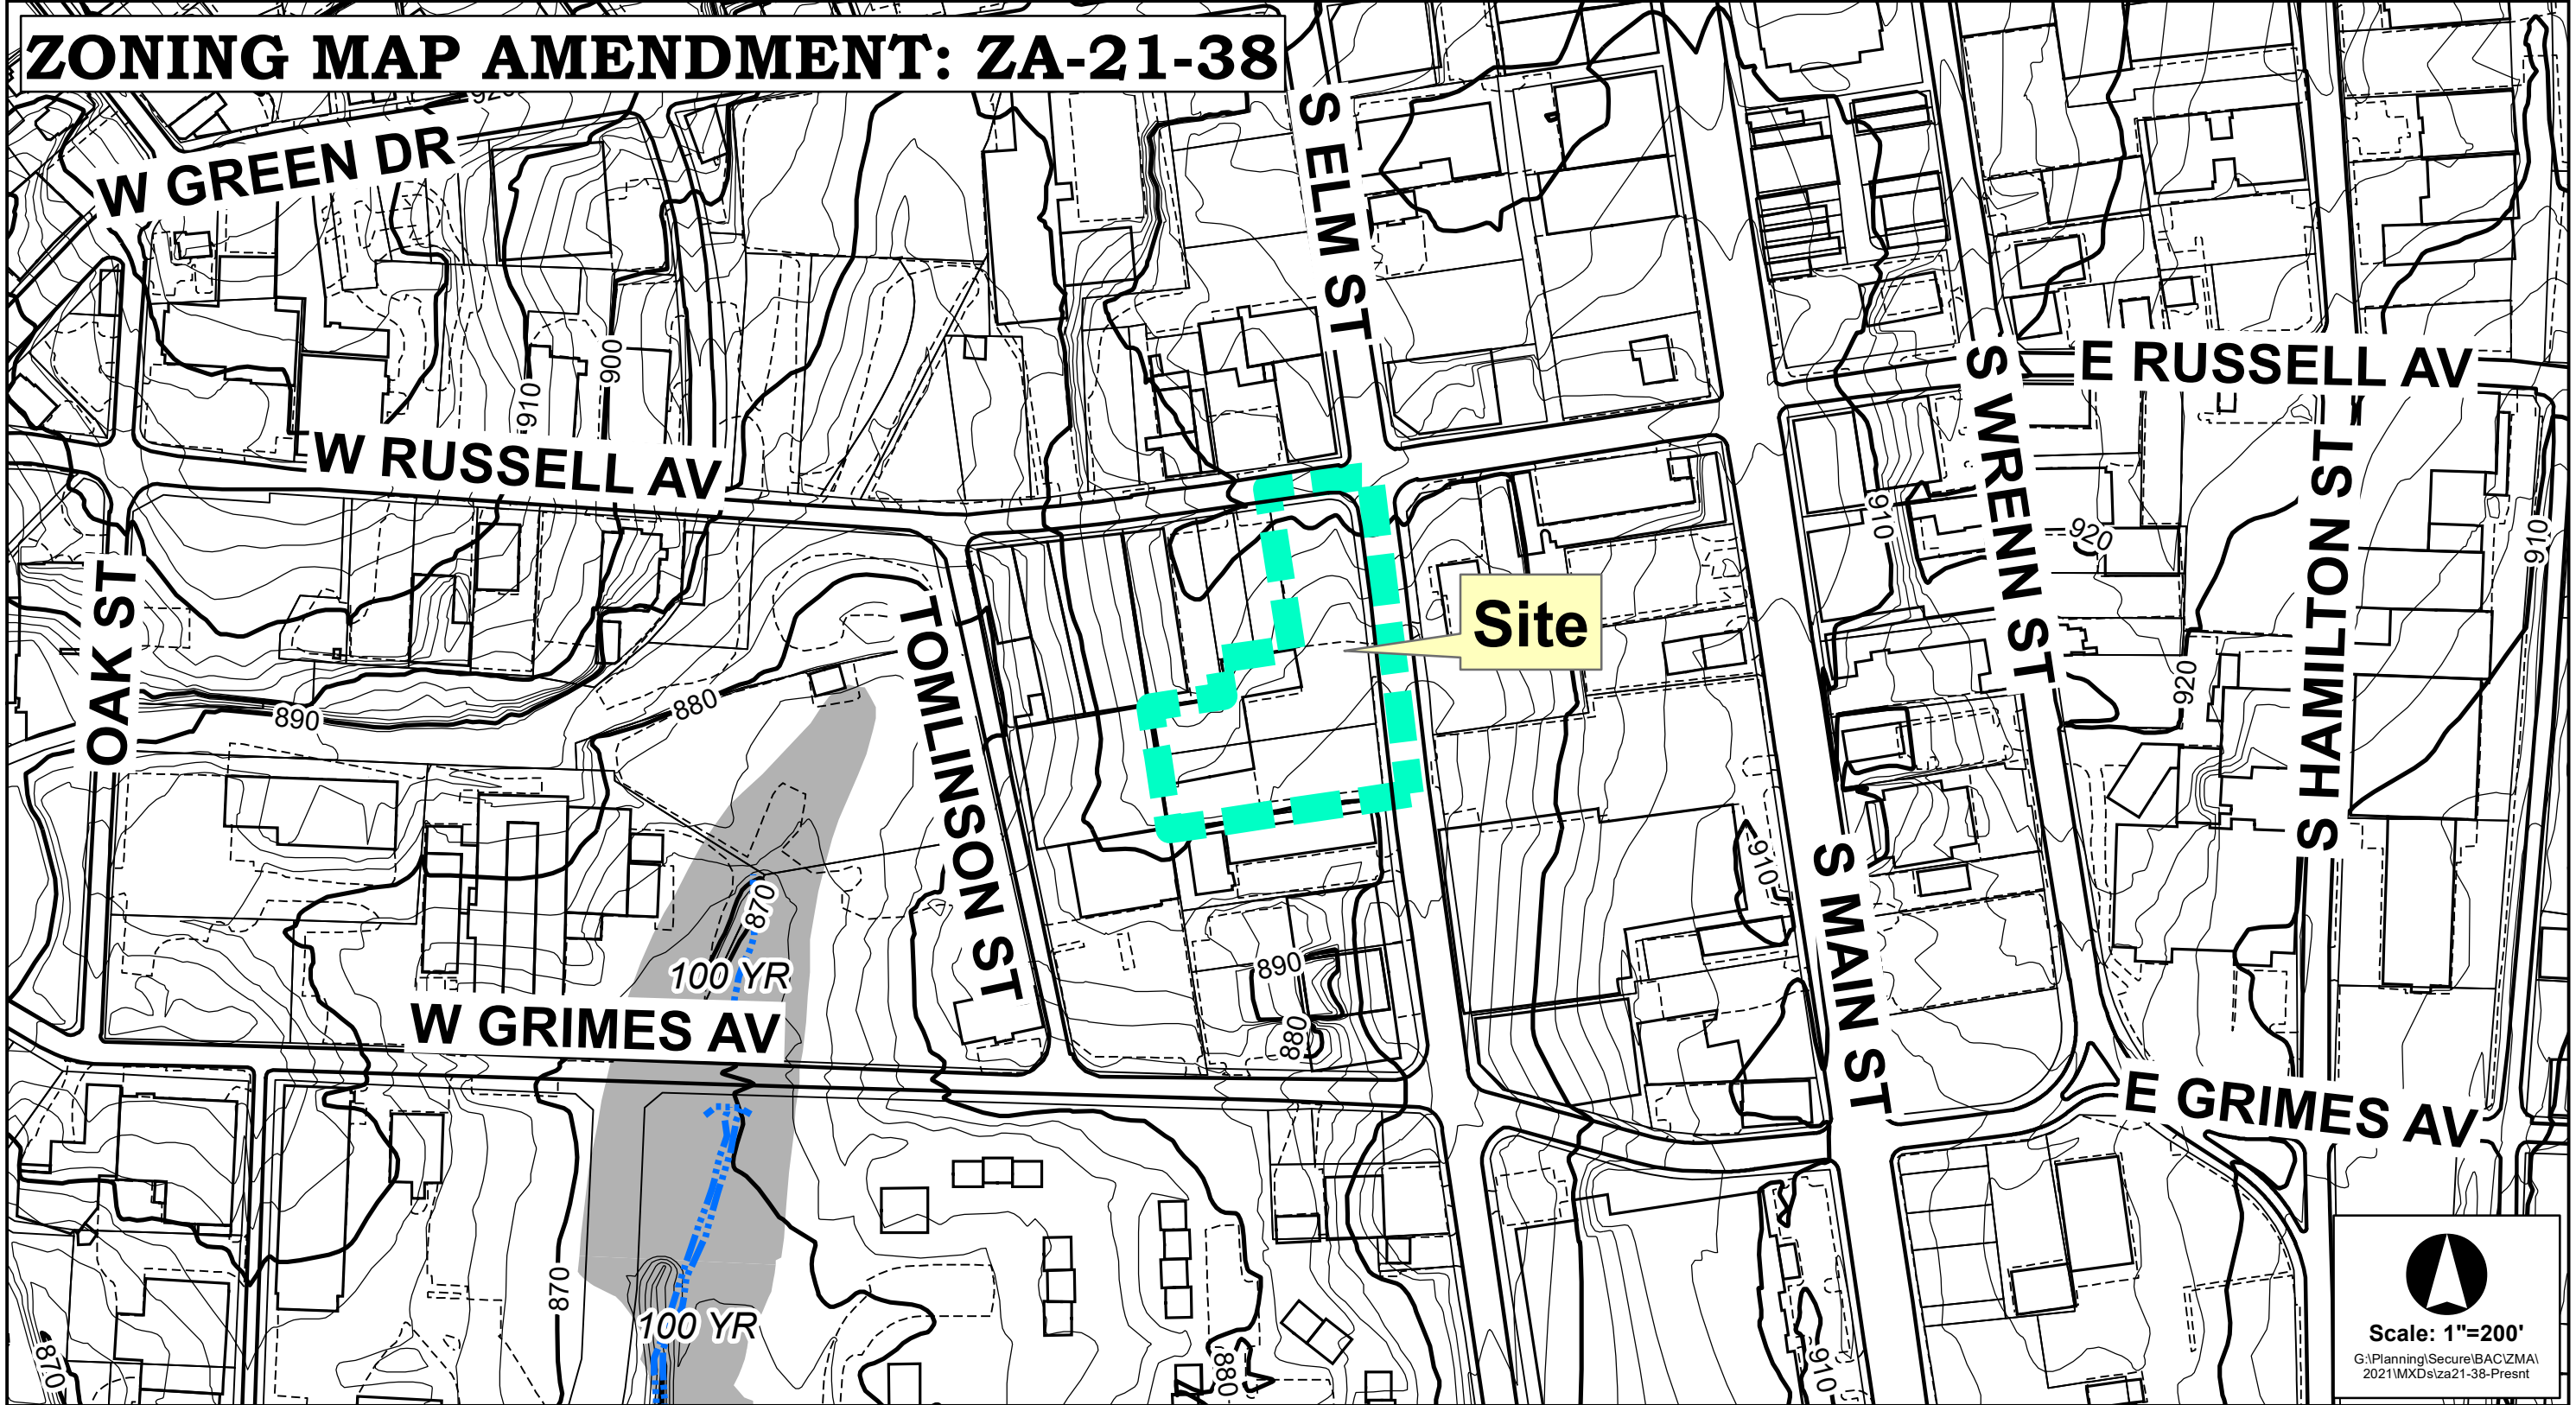 ZONING MAP AMENDMENT: ZA-21-38
920
W GREEN DR
S ELM ST
900
910
W RUSSELL AV
E RUSSELL AV
S WRENN ST
S HAMILTON ST
910
920
910
OAK ST
TOMLINSON ST
Site
880
890
920
910
870
100 YR
W GRIMES AV
890
880
S MAIN ST
E GRIMES AV
870
100 YR
870
880
910
Scale: 1"=200'
G:\Planning\Secure\BAC\ZMA\
2021\MXDs\za21-38-Presnt